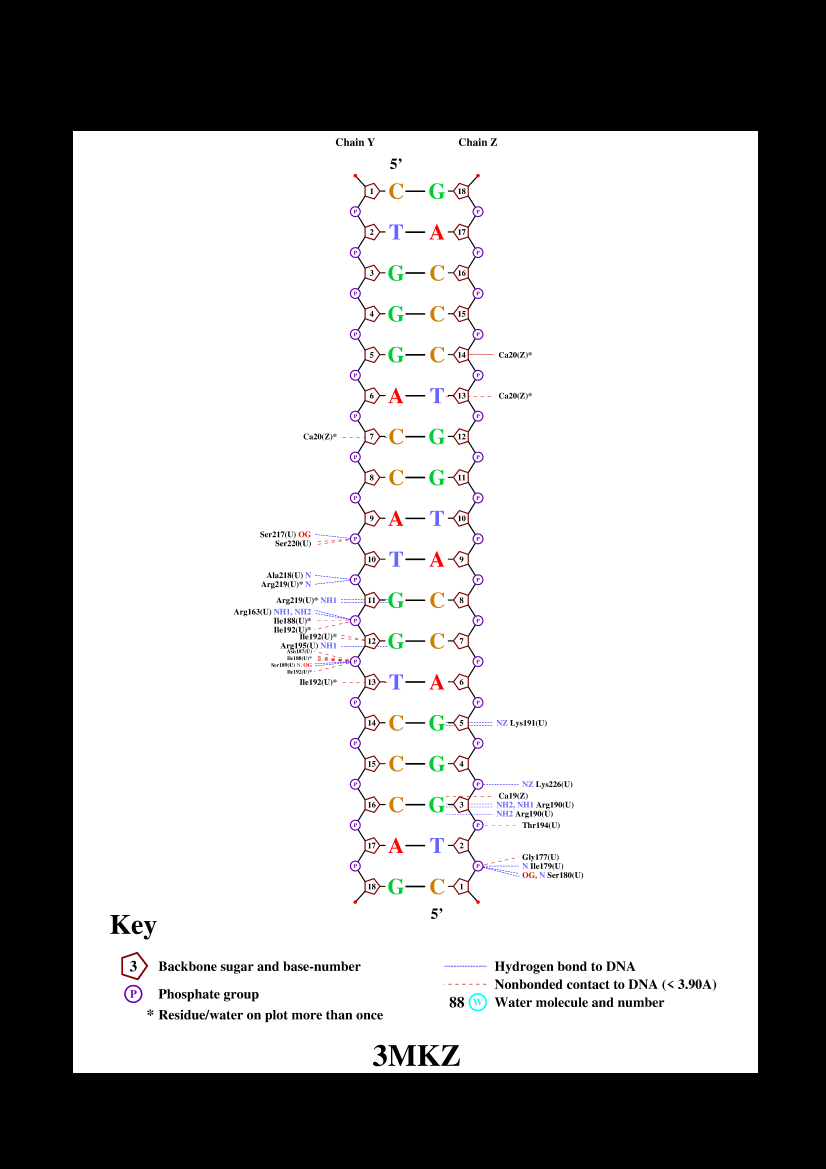 Chain Y Chain Z
5’
1 C G 18
P P
2 T A 17
P P
3 G C 16
P P
4 G C 15
P P
5 G C 14 Ca20(Z)*
P P
6 A T 13 Ca20(Z)*
P P
Ca20(Z)* 7 C G 12
P P
8 C G 11
P P
9 A T 10
Ser217(U) OG P P
Ser220(U)
10 T A 9
Ala218(U) N P P
Arg219(U)* N
Arg219(U)* NH1 11 G C 8
Arg163(U) NH1, NH2 P P
Ile188(U)*
Ile192(U)*
Ile192(U)* 12 G C 7
Arg195(U) NH1
Asn187(U)
Ile188(U)* P P
Ser189(U) N, OG
Ile192(U)*
Ile192(U)* 13 T A 6
P P
14 C G 5 NZ Lys191(U)
P P
15 C G 4
P P NZ Lys226(U)
Ca19(Z)
16 C G 3 NH2, NH1 Arg190(U)
NH2 Arg190(U)
P P Thr194(U)
17 A T 2
Gly177(U)
P P N Ile179(U)
OG, N Ser180(U)
18 G C 1
5’
Key
3 Backbone sugar and base-number
P Phosphate group
* Residue/water on plot more than once
Hydrogen bond to DNA
Nonbonded contact to DNA (< 3.90A)
88 W Water molecule and number
3MKZ